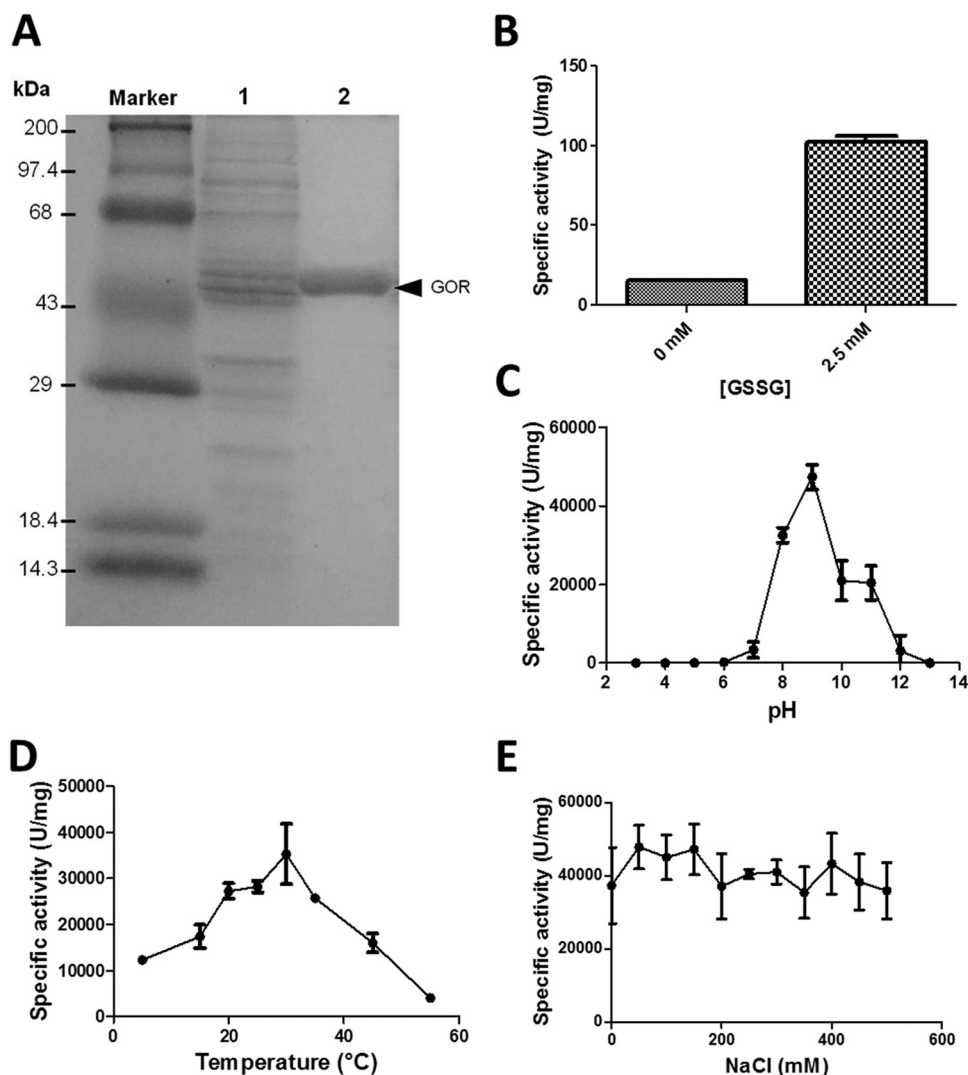 A
kDa
Marker 1 2
200
97.4
68
43
29
18.4
14.3
GOR
B
Specific activity (U/mg)
150
100
50
0
0 mM
2.5 mM
[GSSG]
C
Specific activity (U/mg)
60000
40000
20000
0
2 4 6 8 10 12 14
pH
D
Specific activity (U/mg)
50000
40000
30000
20000
10000
0
0 20 40 60
Temperature (°C)
E
Specific activity (U/mg)
60000
40000
20000
0
0 200 400 600
NaCl (mM)